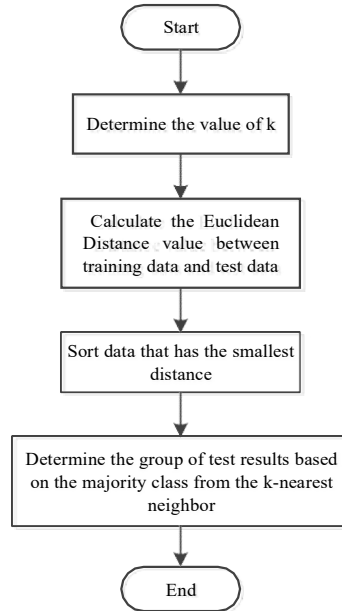 Start
Determine the value of k
Calculate the Euclidean
Distance value between
training data and test data
Sort data that has the smallest
distance
Determine the group of test results based
on the majority class from the k-nearest
neighbor
End